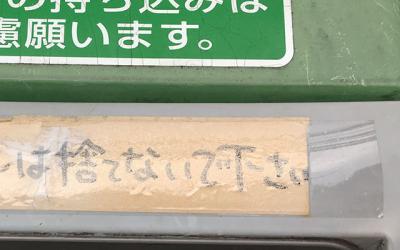 の持ち込みは
慮願います。
は捨てないで下さい